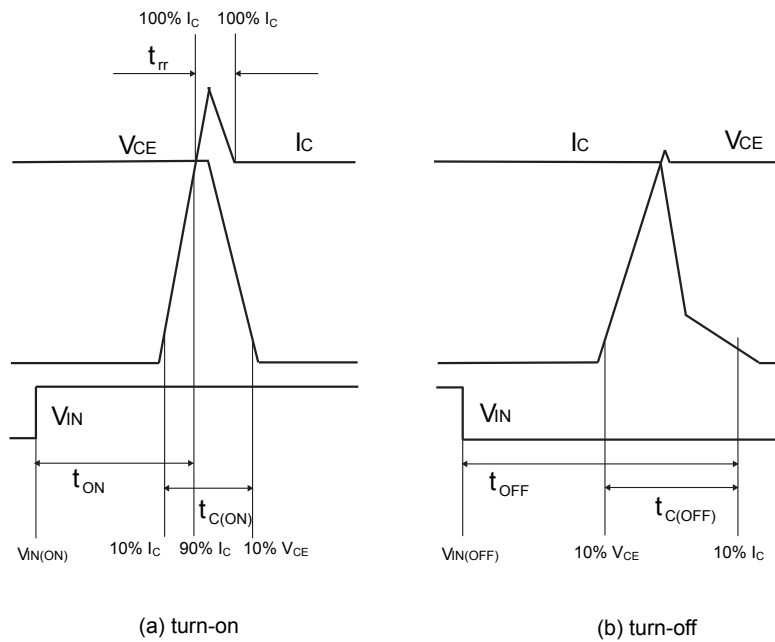 100% IC 100% IC
trr
VCE IC
IC VCE
VIN
VIN
tON
tC(ON)
tOFF
tC(OFF)
VIN(ON) 10% IC 90% IC 10% VCE
VIN(OFF) 10% VCE 10% IC
(a) turn-on
(b) turn-off